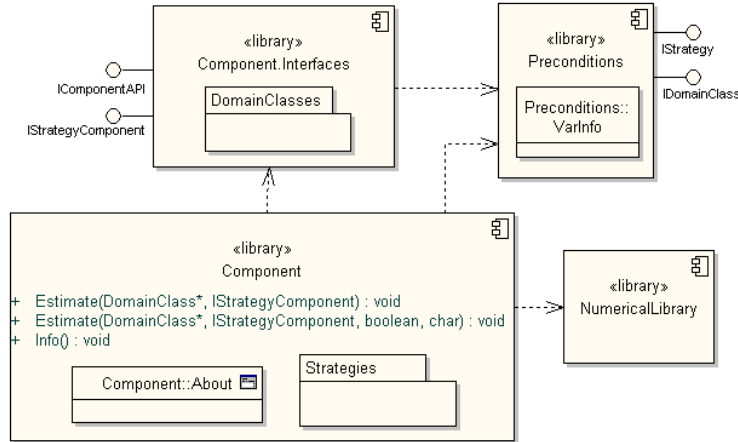 «library»
Component.Interfaces
DomainClasses
IComponentAPI
IStrategyComponent
«library»
Preconditions
Preconditions::
VarInfo
IStrategy
IDomainClass
«library»
Component
+ Estimate(DomainClass*, IStrategyComponent) : void
+ Estimate(DomainClass*, IStrategyComponent, boolean, char) : void
+ Info() : void
Component::About
Strategies
«library»
NumericalLibrary